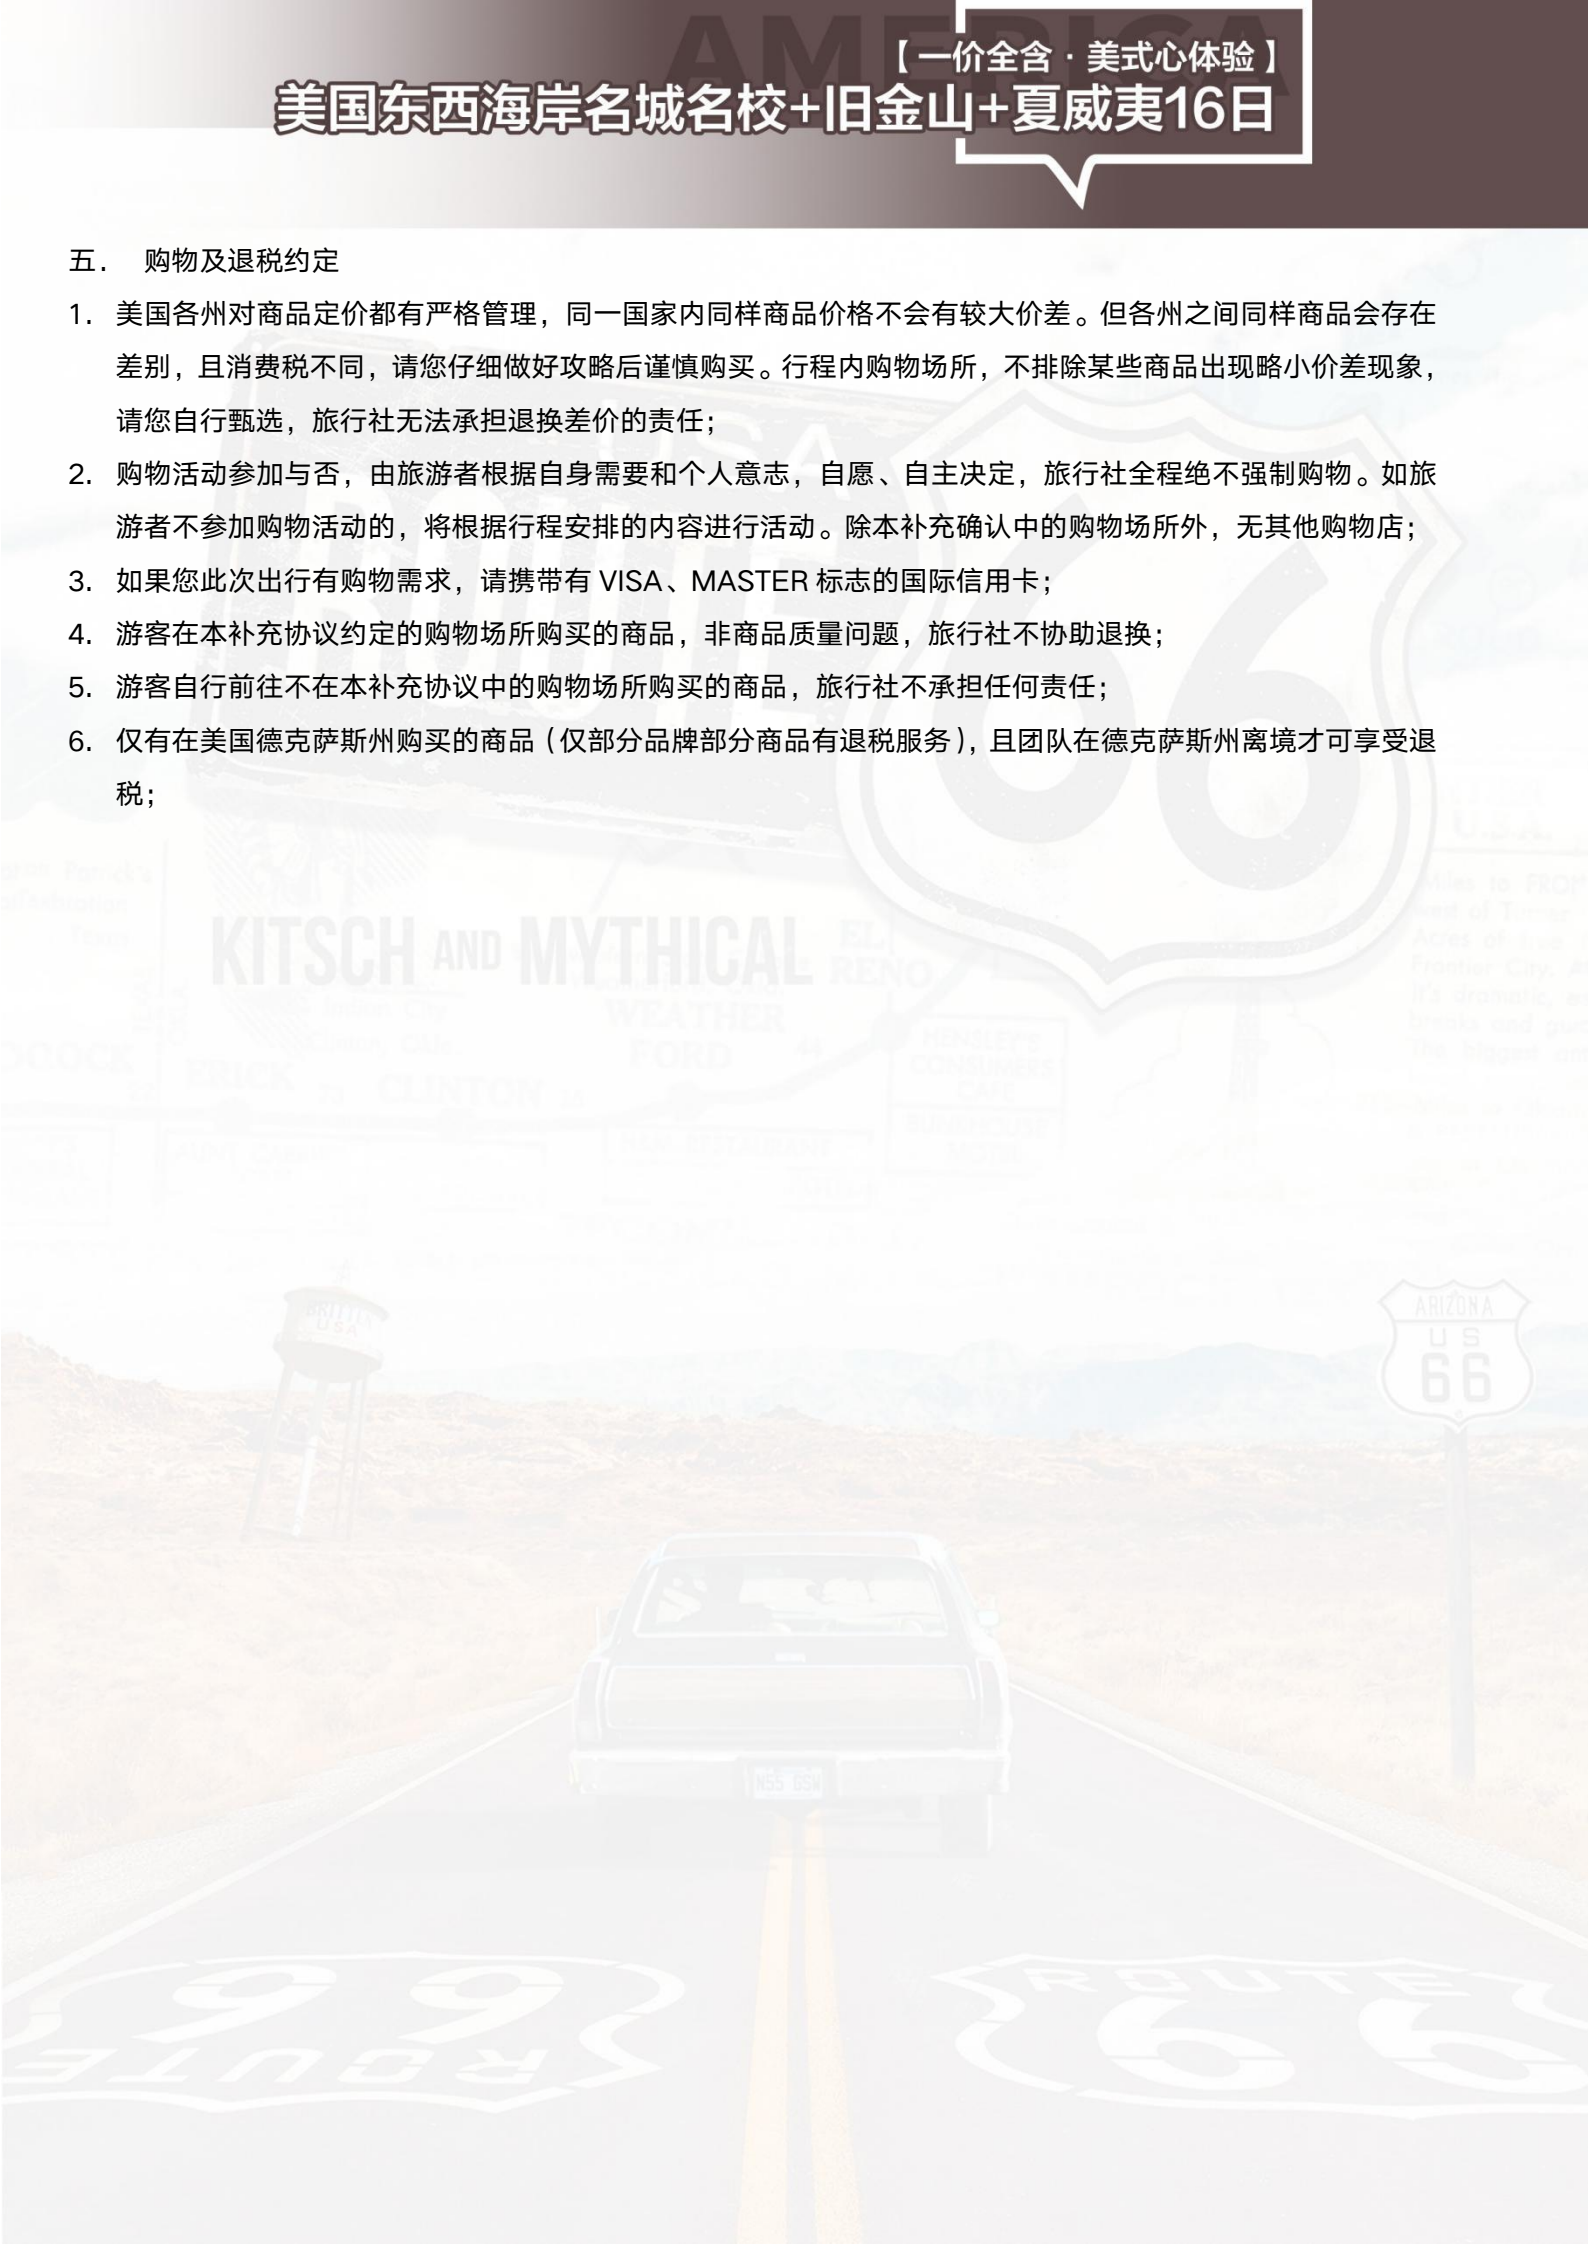 AMERICA
【一价全含·美式心体验】
美国东西海岸名城名校+旧金山+夏威夷16日
五． 购物及退税约定
1. 美国各州对商品定价都有严格管理，同一国家内同样商品价格不会有较大价差。但各州之间同样商品会存在
差别，且消费税不同，请您仔细做好攻略后谨慎购买。行程内购物场所，不排除某些商品出现略小价差现象，
请您自行甄选，旅行社无法承担退换差价的责任；
2. 购物活动参加与否，由旅游者根据自身需要和个人意志，自愿、自主决定，旅行社全程绝不强制购物。如旅
游者不参加购物活动的，将根据行程安排的内容进行活动。除本补充确认中的购物场所外，无其他购物店；
3. 如果您此次出行有购物需求，请携带有 VISA、MASTER 标志的国际信用卡；
4. 游客在本补充协议约定的购物场所购买的商品，非商品质量问题，旅行社不协助退换；
5. 游客自行前往不在本补充协议中的购物场所购买的商品，旅行社不承担任何责任；
6. 仅有在美国德克萨斯州购买的商品（仅部分品牌部分商品有退税服务），且团队在德克萨斯州离境才可享受退
税；
USA
ROUTE
66
U.S.A.
KITSCH AND MYTHICAL
EL
RENO
WEATHER
FORD
44
ERICK
CLINTON
HENSLEY'S
CONSUMERS
CAFE
MOTEL
BRITTEN
USA
ARIZONA
US
66
66
ROUTE
ROUTE
66